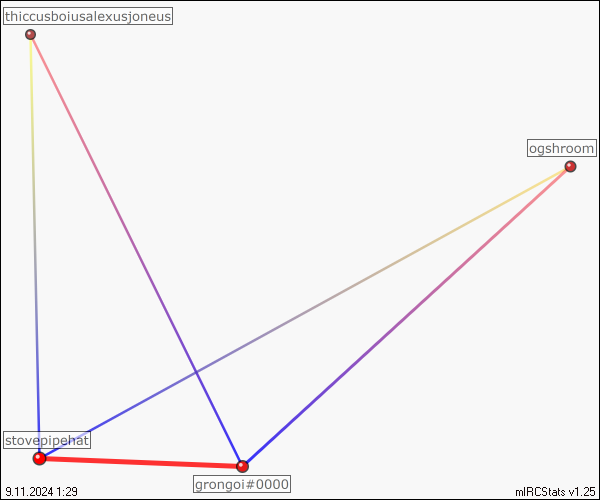 thiccusboiusalexusjoneus
ogshroom
stovepipehat
grongoi#0000
9.11.2024 1:29
mIRCStats v1.25